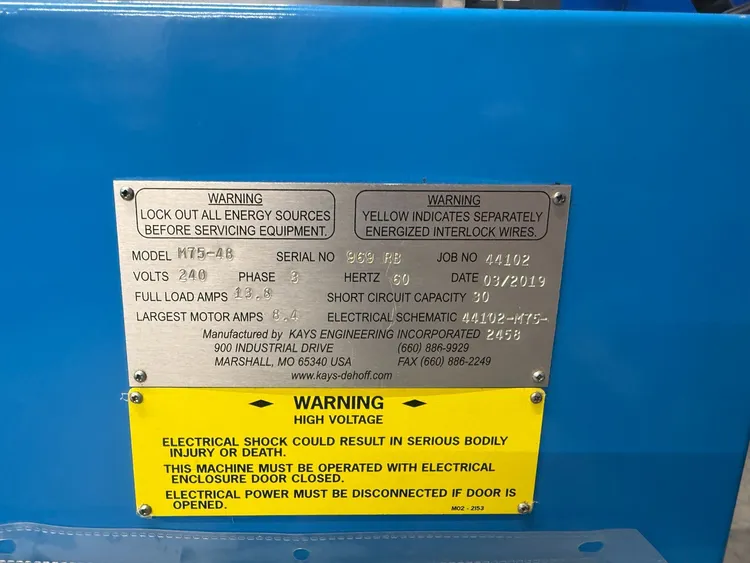 WARNING
LOCK OUT ALL ENERGY SOURCES
BEFORE SERVICING EQUIPMENT.
WARNING
YELLOW INDICATES SEPARATELY
ENERGIZED INTERLOCK WIRES.
MODEL M75-48 SERIAL NO 969 RB JOB NO 44102
VOLTS 240 PHASE 3 HERTZ 60 DATE 03/2019
FULL LOAD AMPS 13.8 SHORT CIRCUIT CAPACITY 30
LARGEST MOTOR AMPS 8.4 ELECTRICAL SCHEMATIC 44102-M75-
Manufactured by KAYS ENGINEERING INCORPORATED 2458
900 INDUSTRIAL DRIVE (660) 886-9929
MARSHALL, MO 65340 USA FAX (660) 886-2249
www.kays-dehoff.com
WARNING
HIGH VOLTAGE
ELECTRICAL SHOCK COULD RESULT IN SERIOUS BODILY
INJURY OR DEATH.
THIS MACHINE MUST BE OPERATED WITH ELECTRICAL
ENCLOSURE DOOR CLOSED.
ELECTRICAL POWER MUST BE DISCONNECTED IF DOOR IS
OPENED.
MO2 - 2153